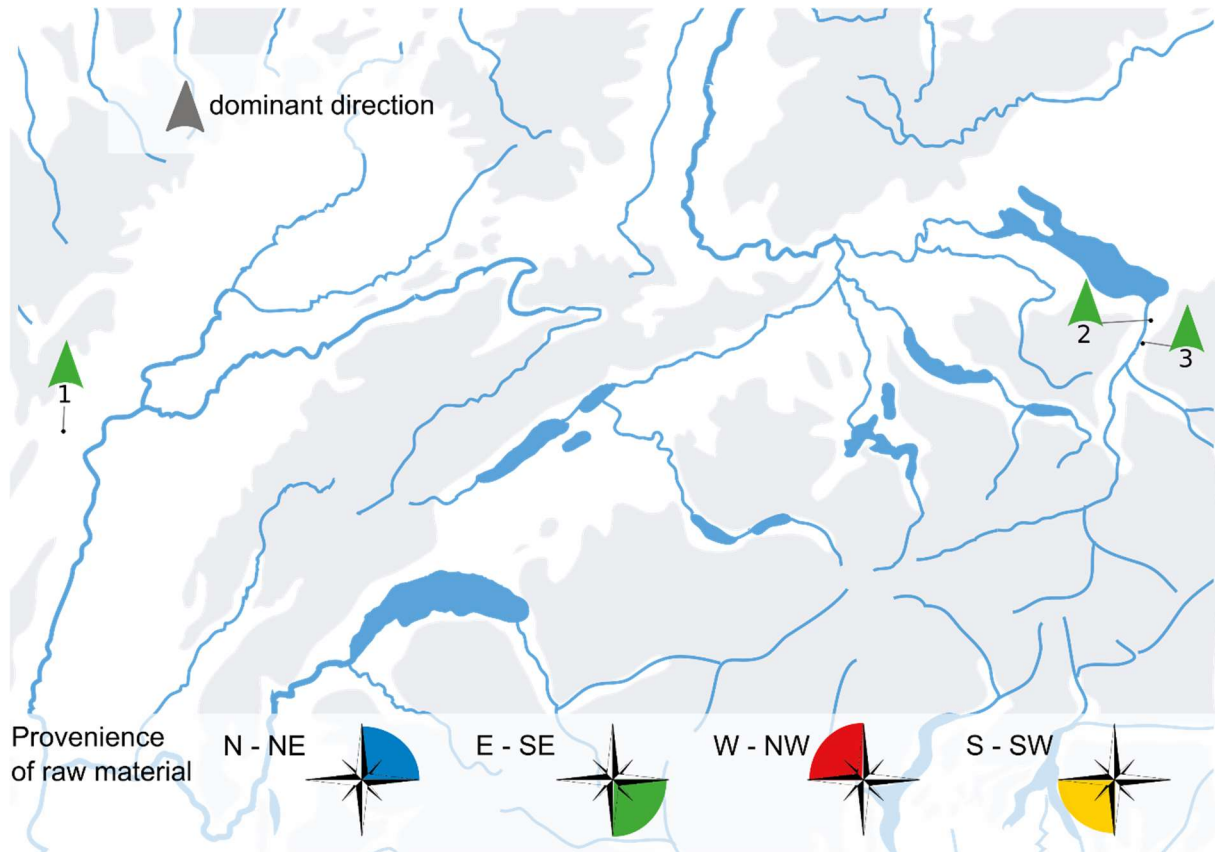 dominant direction
1
2
3
Provenience
of raw material
N - NE
E - SE
W - NW
S - SW